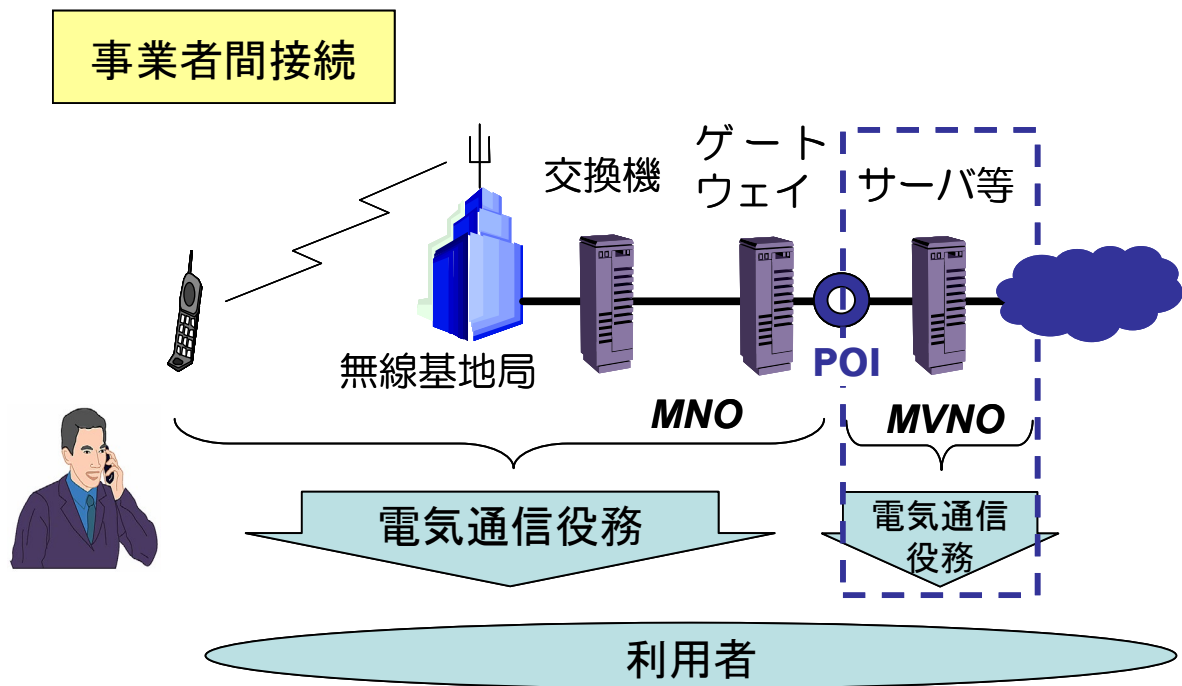 事業者間接続
ゲート
ウェイ
交換機
サーバ等
無線基地局
POI
MNO
MVNO
電気通信役務
電気通信
役務
利用者